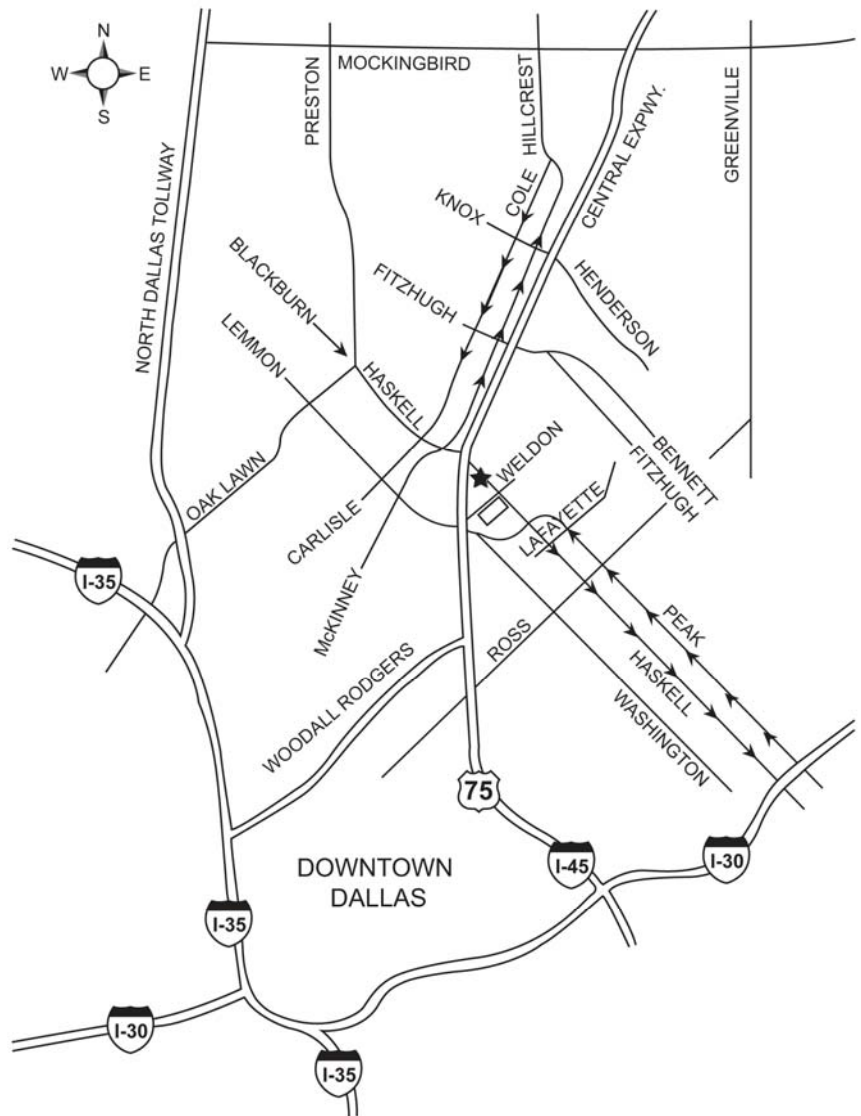 N
W E
S
MOCKINGBIRD
PRESTON
HILLCREST
COLE
CENTRAL EXPWY.
GREENVILLE
NORTH DALLAS TOLLWAY
KNOX
BLACKBURN
FITZHUGH
HENDERSON
LEMMON
HASKELL
WELDON
BENNETT
FITZHUGH
OAK LAWN
CARLISLE
LAFAYETTE
I-35
McKINNEY
PEAK
ROSS
HASKELL
WOODALL RODGERS
WASHINGTON
75
DOWNTOWN
DALLAS
I-45
I-30
I-35
I-30
I-35